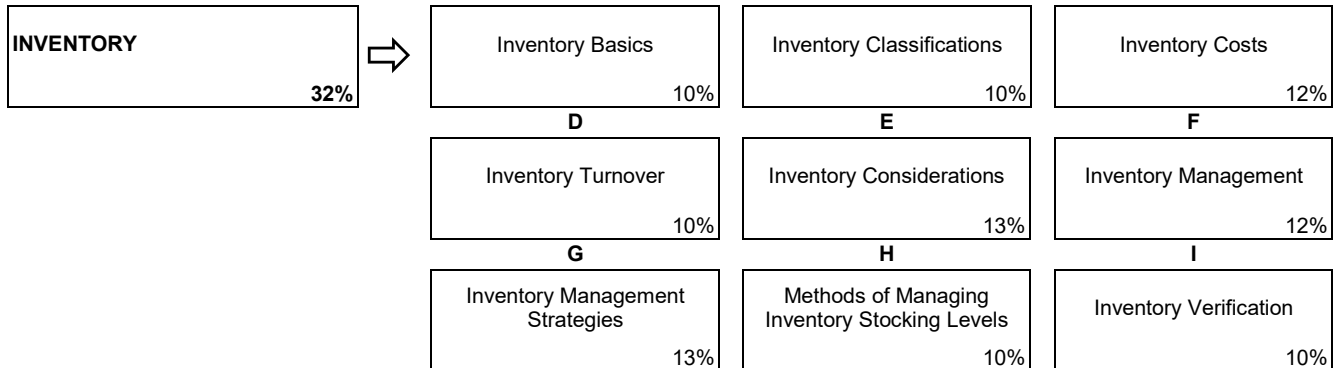 INVENTORY
32%
Inventory Basics
10%
Inventory Classifications
10%
Inventory Costs
12%
D
E
F
Inventory Turnover
10%
Inventory Considerations
13%
Inventory Management
12%
G
H
I
Inventory Management
Strategies
13%
Methods of Managing
Inventory Stocking Levels
10%
Inventory Verification
10%